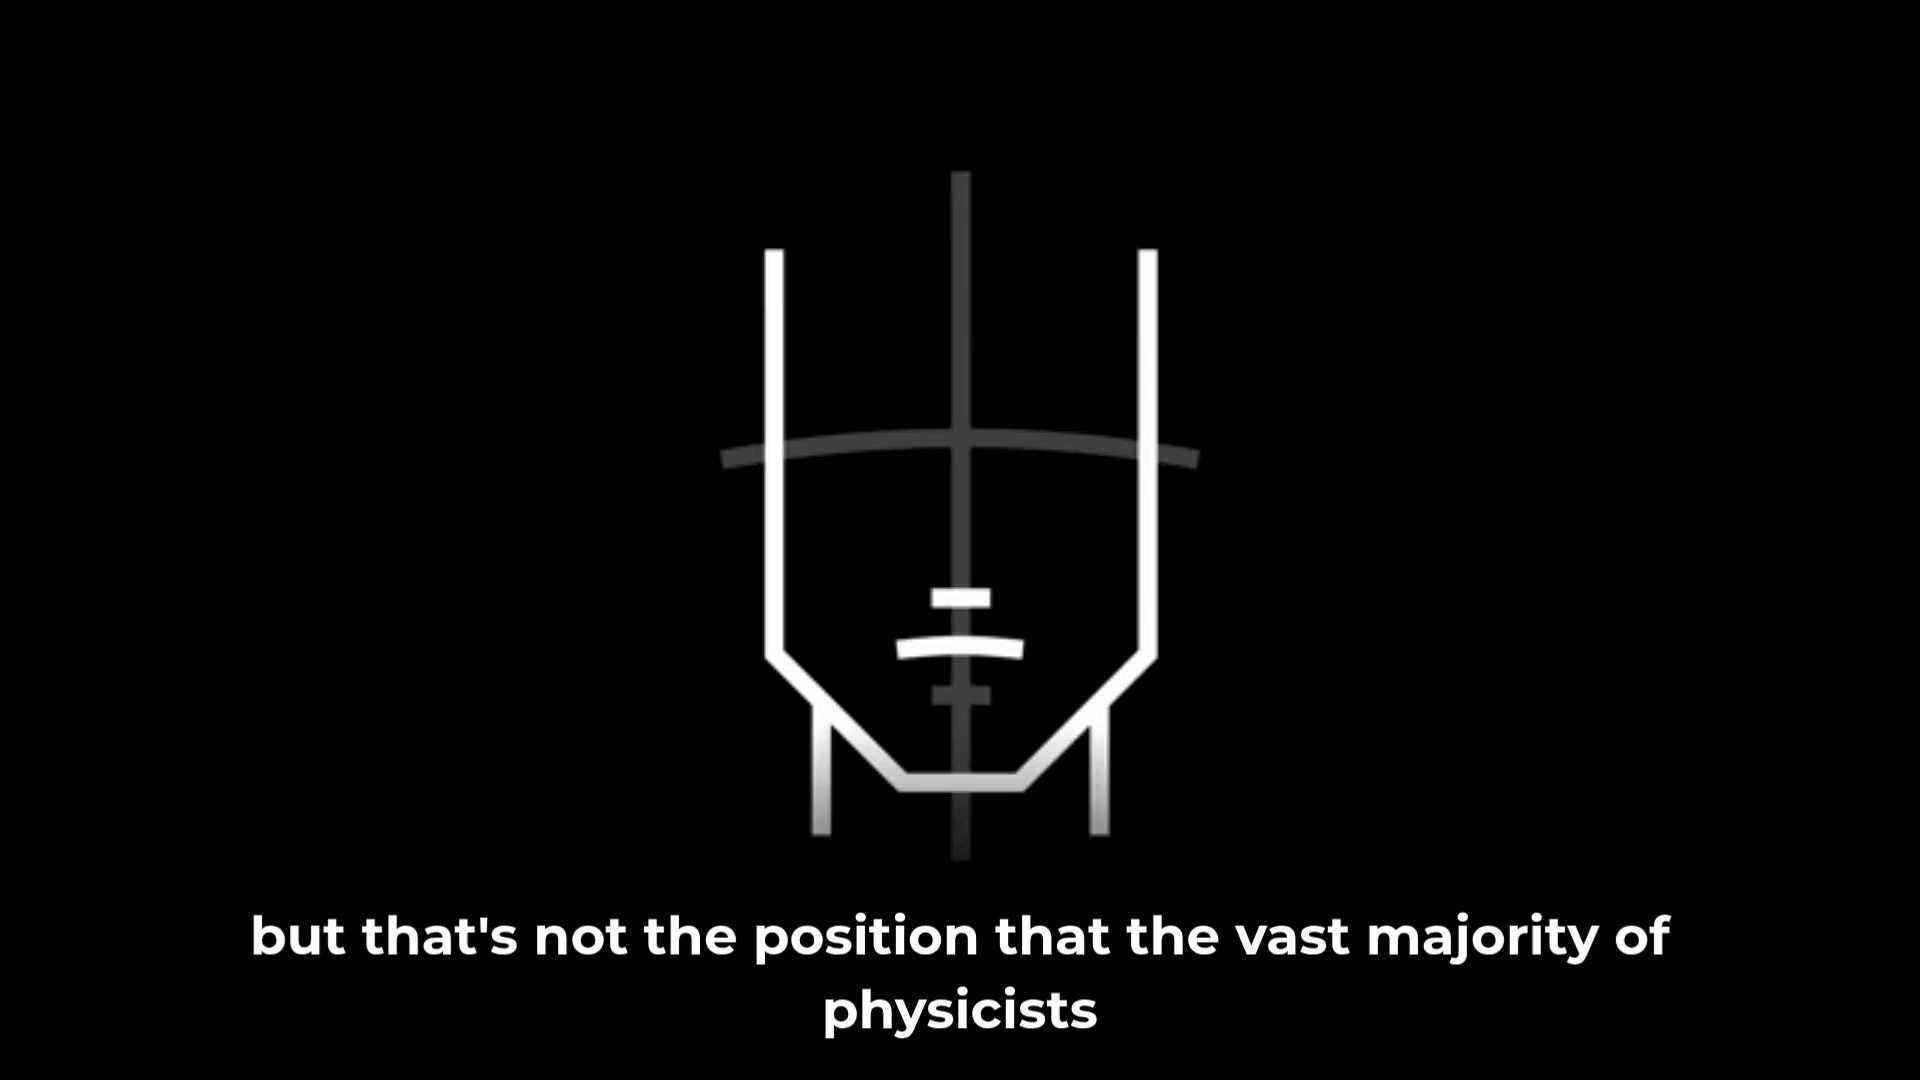 but that's not the position that the vast majority of
physicists